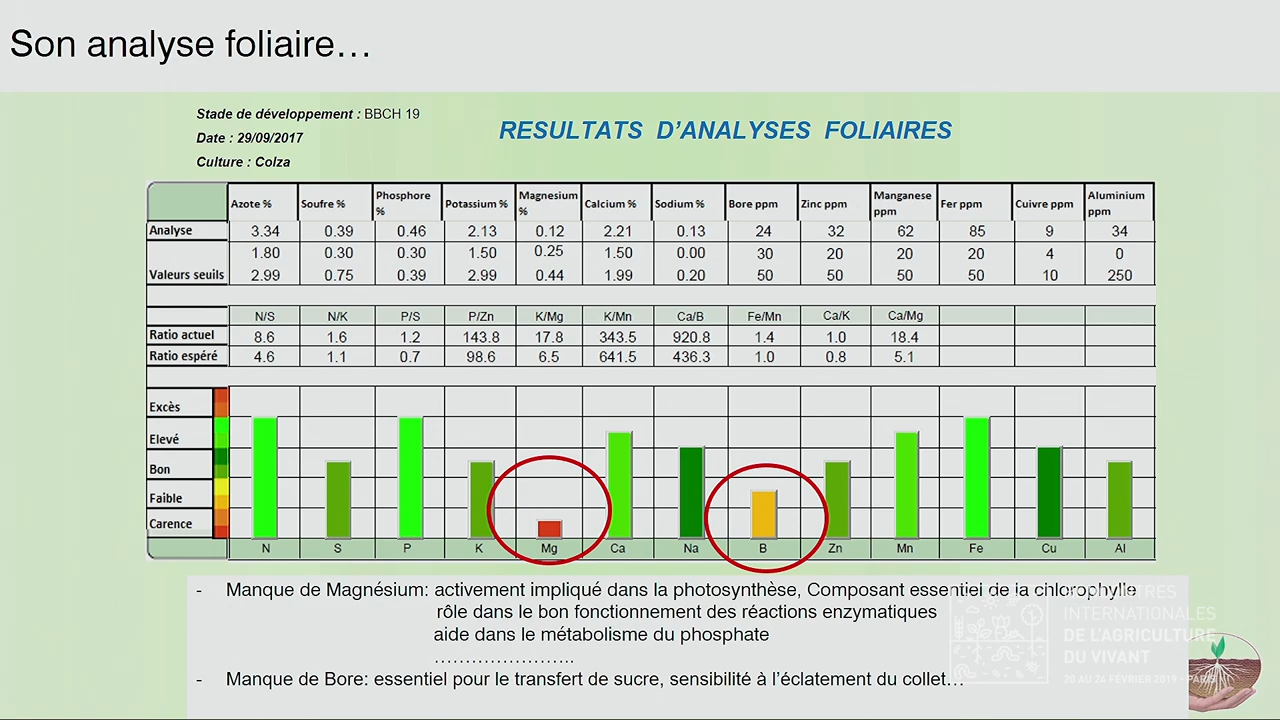 Son analyse foliaire…
Stade de développement : BBCH 19
Date : 29/09/2017
Culture : Colza
RESULTATS D'ANALYSES FOLIAIRES
Azote % Soufre % Phosphore % Potassium % Magnesium % Calcium % Sodium % Bore ppm Zinc ppm Manganese ppm Fer ppm Cuivre ppm Aluminium ppm
Analyse 3.34 0.39 0.46 2.13 0.12 2.21 0.13 24 32 62 85 9 34
1.80 0.30 0.30 1.50 0.25 1.50 0.00 30 20 20 20 4 0
Valeurs seuils 2.99 0.75 0.39 2.99 0.44 1.99 0.20 50 50 50 50 10 250
N/S N/K P/S P/Zn K/Mg K/Mn Ca/B Fe/Mn Ca/K Ca/Mg
Ratio actuel 8.6 1.6 1.2 143.8 17.8 343.5 920.8 1.4 1.0 18.4
Ratio espéré 4.6 1.1 0.7 98.6 6.5 641.5 436.3 1.0 0.8 5.1
Excès
Elevé
Bon
Faible
Carence
N S P K Mg Ca Na B Zn Mn Fe Cu Al
- Manque de Magnésium: activement impliqué dans la photosynthèse, Composant essentiel de la chlorophylle
rôle dans le bon fonctionnement des réactions enzymatiques
aide dans le métabolisme du phosphate
…………………..
- Manque de Bore: essentiel pour le transfert de sucre, sensibilité à l'éclatement du collet…
INTERNATIONALES
DE L'AGRICULTURE
DU VIVANT
20 AU 24 FÉVRIER 2019 - PARIS